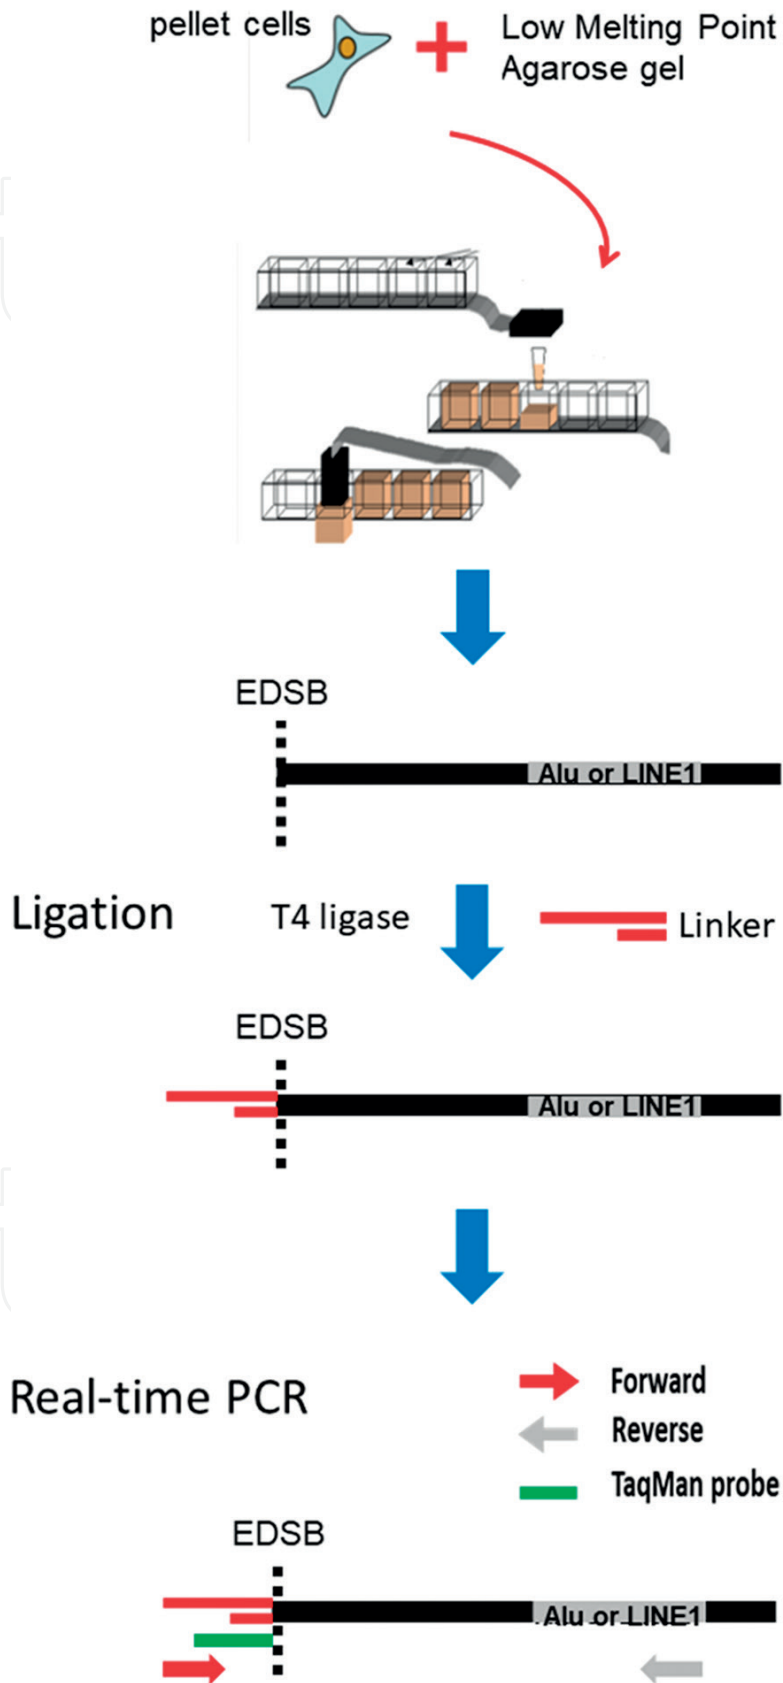 pellet cells
Low Melting Point
Agarose gel
EDSB
Alu or LINE1
Ligation
T4 ligase
Linker
EDSB
Alu or LINE1
Real-time PCR
Forward
Reverse
TaqMan probe
EDSB
Alu or LINE1